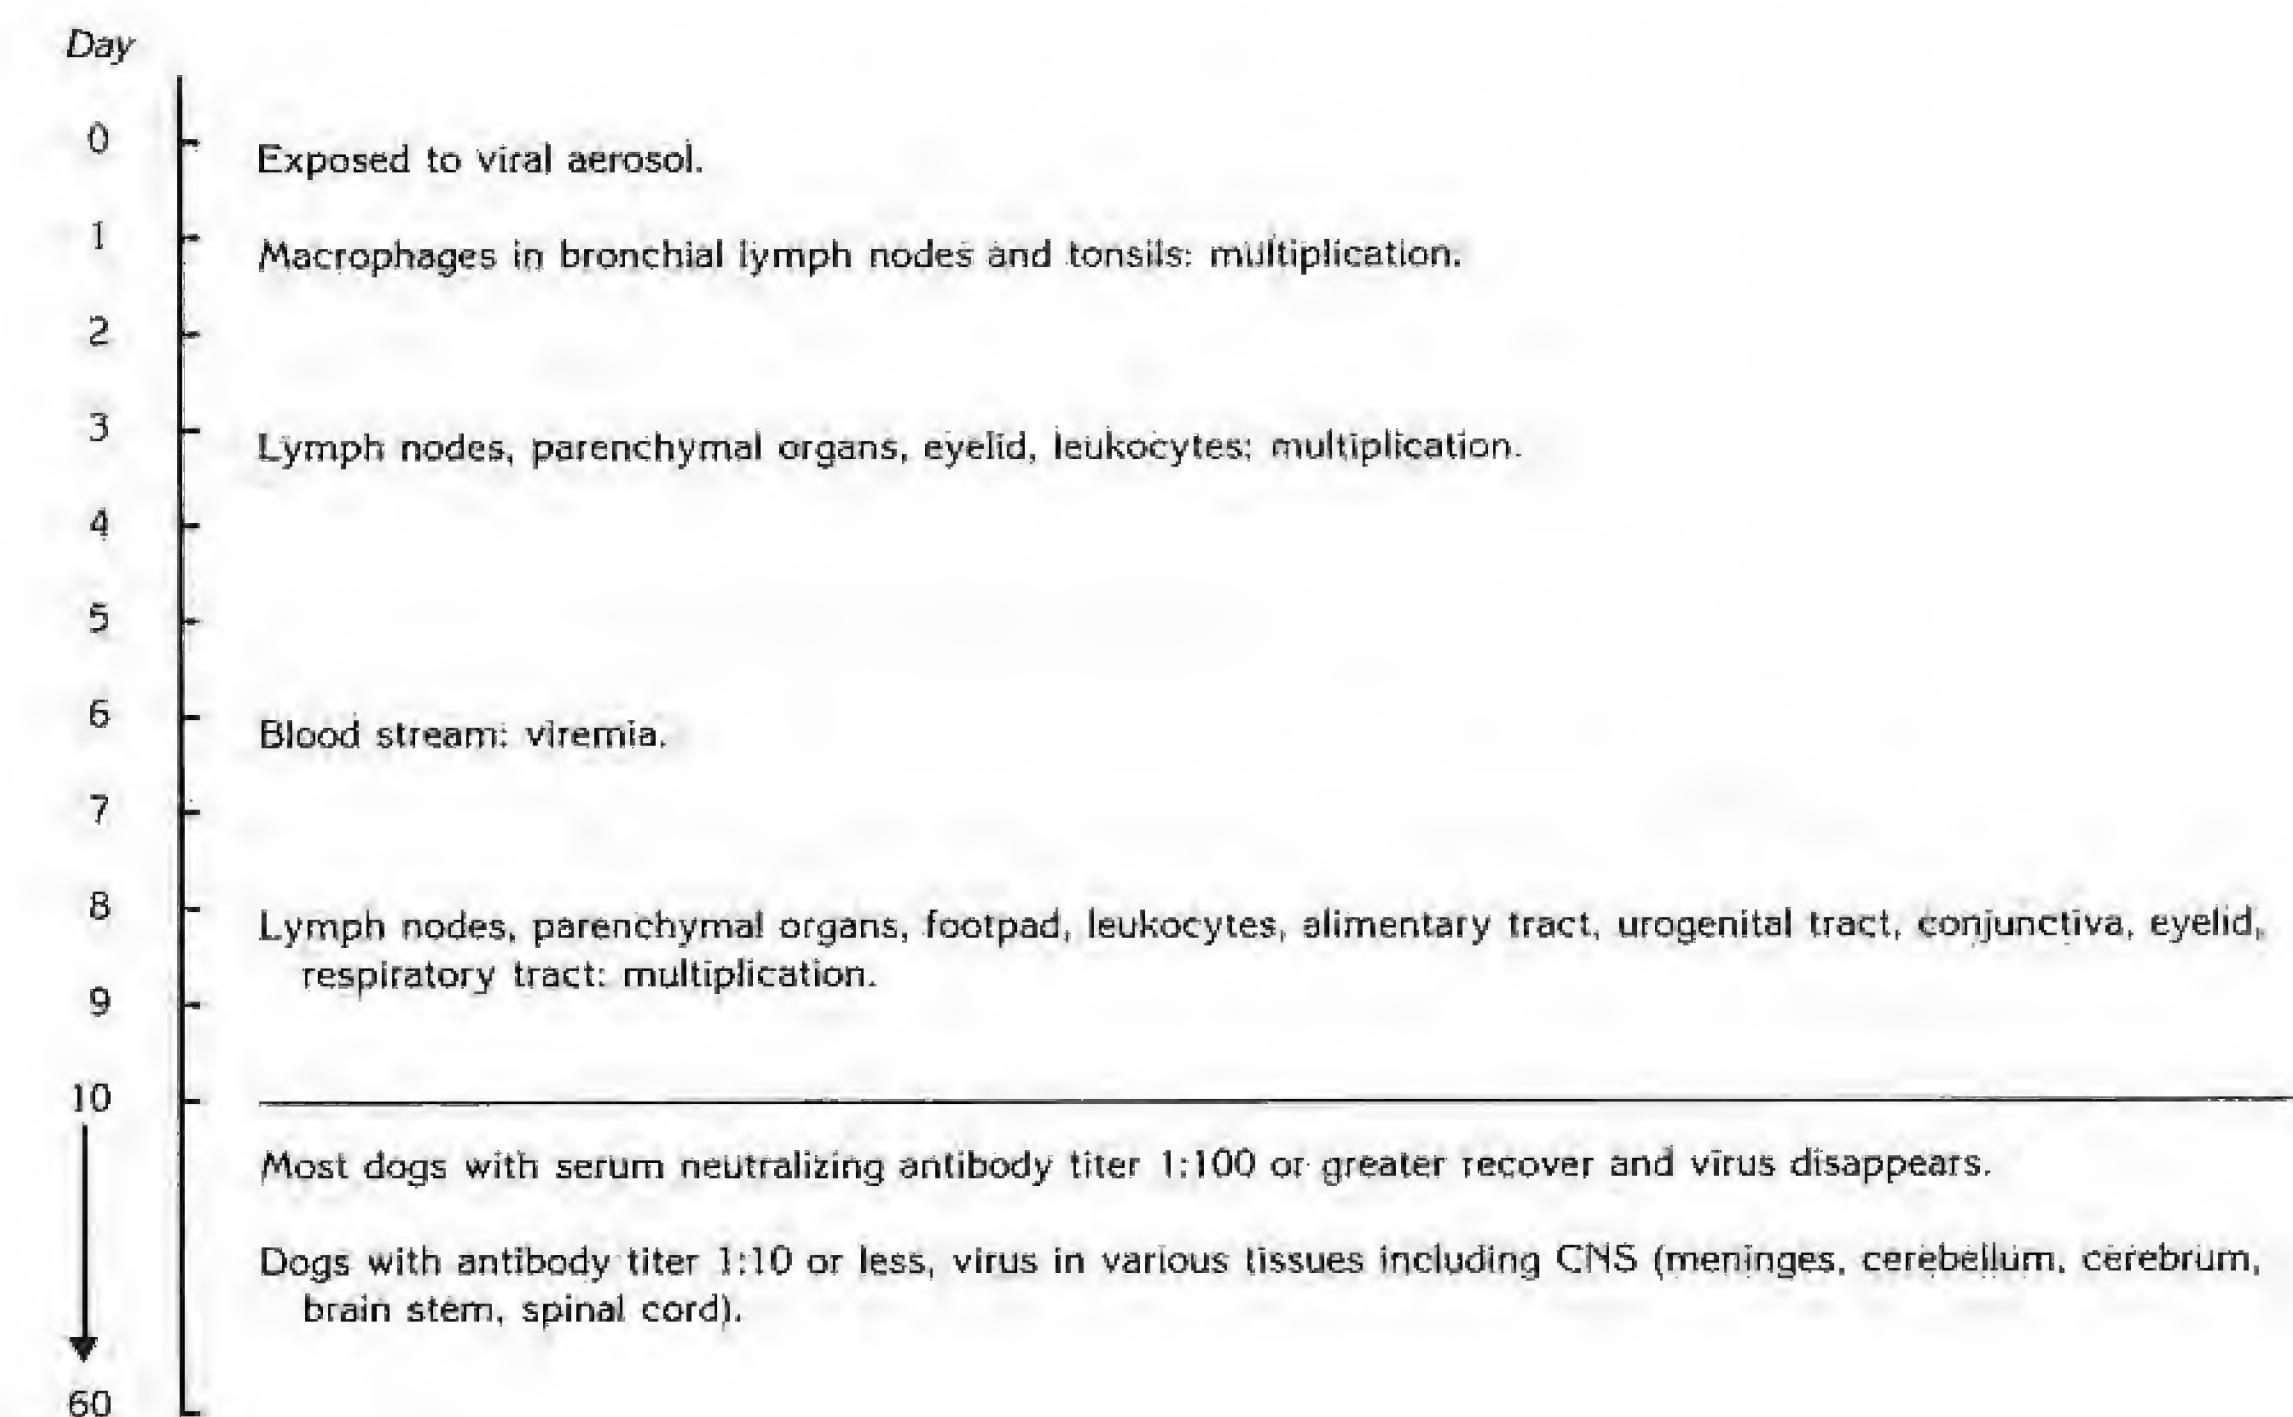 Day
0
Exposed to viral aerosol.
1
Macrophages in bronchial lymph nodes and tonsils: multiplication.
2
3
Lymph nodes, parenchymal organs, eyelid, leukocytes: multiplication.
4
5
6
Blood stream: viremia.
7
8
Lymph nodes, parenchymal organs, footpad, leukocytes, alimentary tract, urogenital tract, conjunctiva, eyelid,
respiratory tract: multiplication.
9
10
Most dogs with serum neutralizing antibody titer 1:100 or greater recover and virus disappears.
Dogs with antibody titer 1:10 or less, virus in various tissues including CNS (meninges, cerebellum, cerebrum,
brain stem, spinal cord).
60